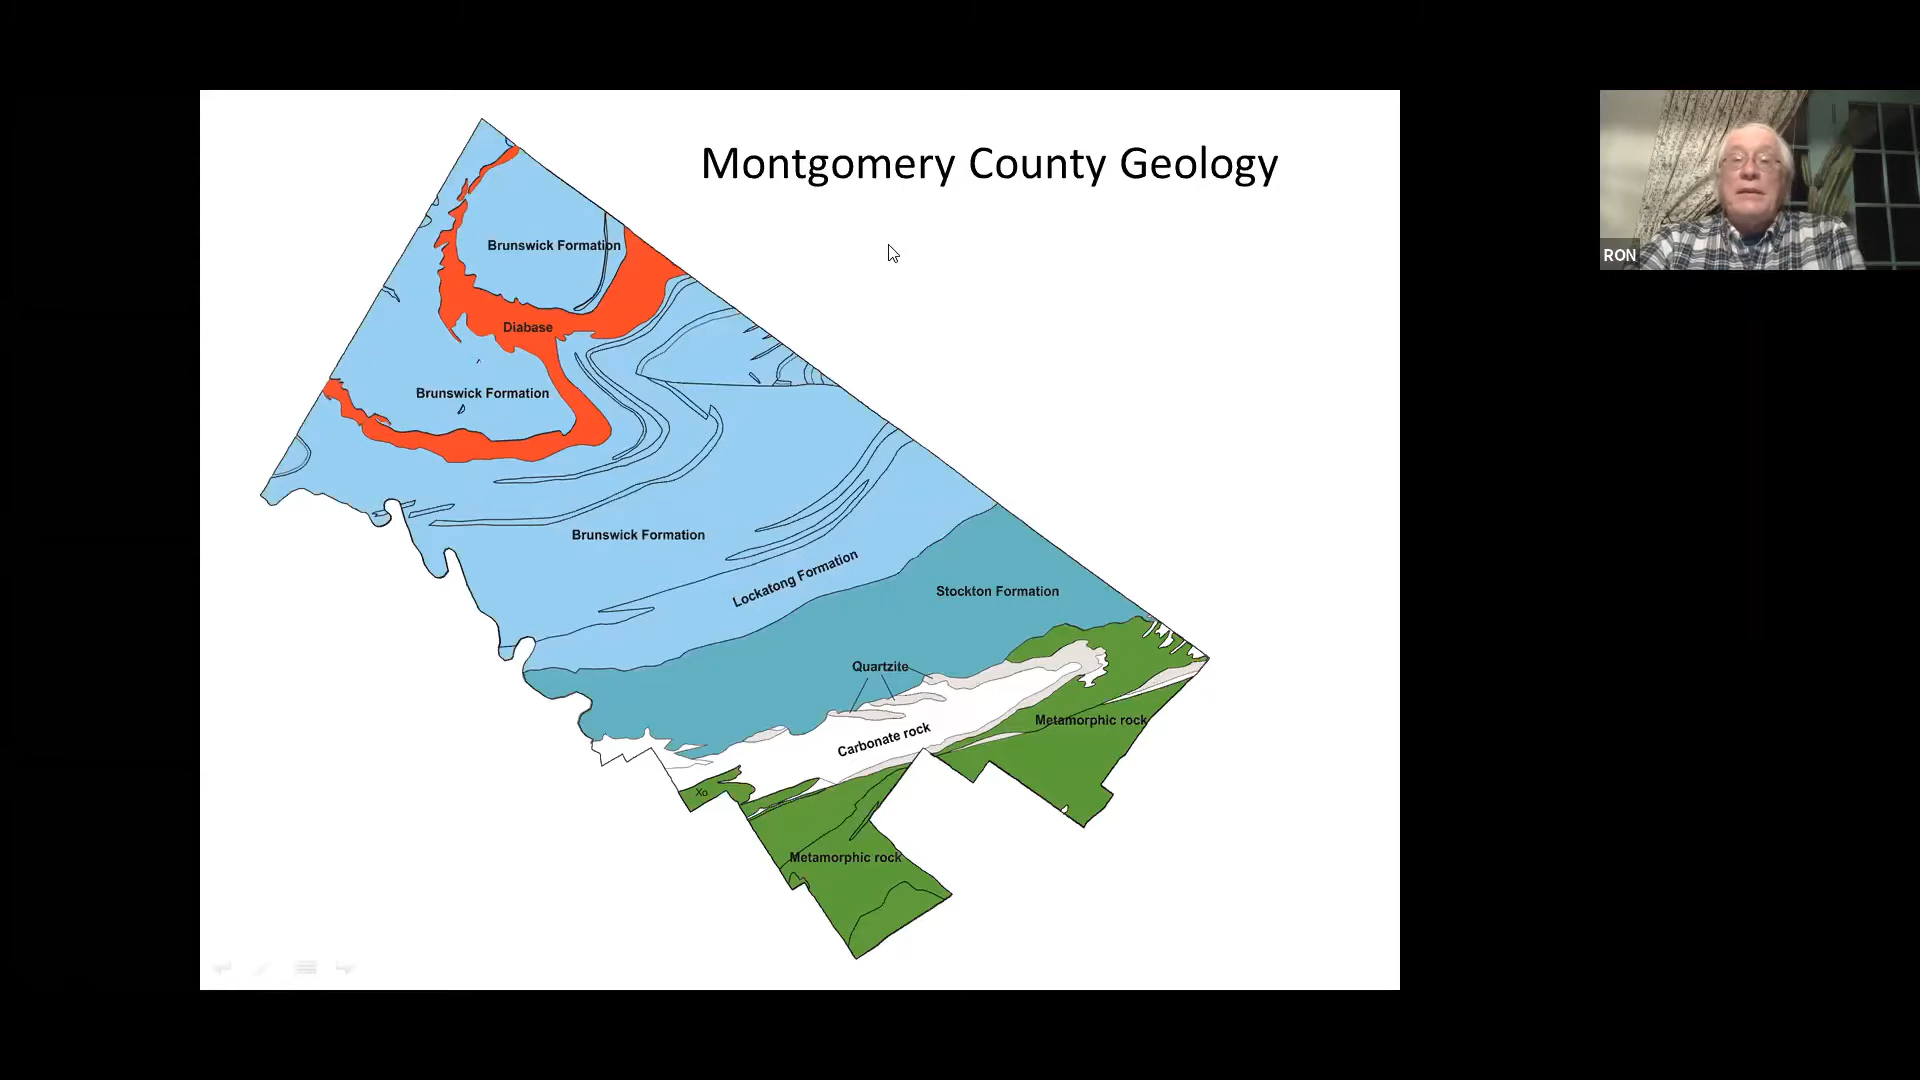 Montgomery County Geology
RON
Brunswick Formation
Diabase
Brunswick Formation
Brunswick Formation
Lockatong Formation
Stockton Formation
Quartzite
Metamorphic rock
Carbonate rock
Xo
Metamorphic rock